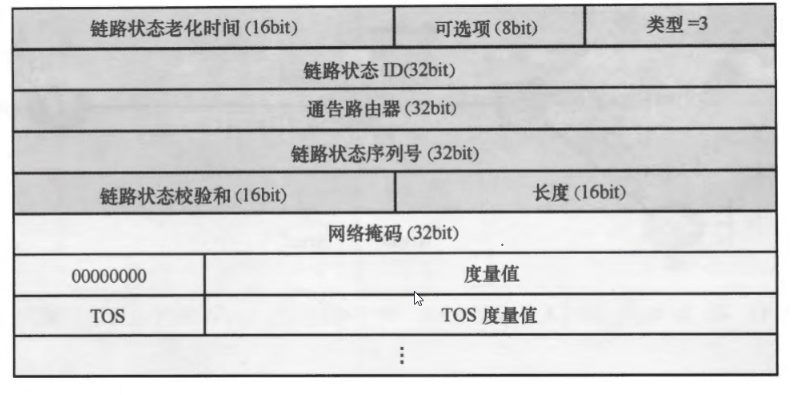 链路状态老化时间(16bit) 可选项(8bit) 类型=3
链路状态ID(32bit)
通告路由器(32bit)
链路状态序列号(32bit)
链路状态校验和(16bit) 长度(16bit)
网络掩码(32bit)
00000000 度量值
TOS TOS 度量值
⋮